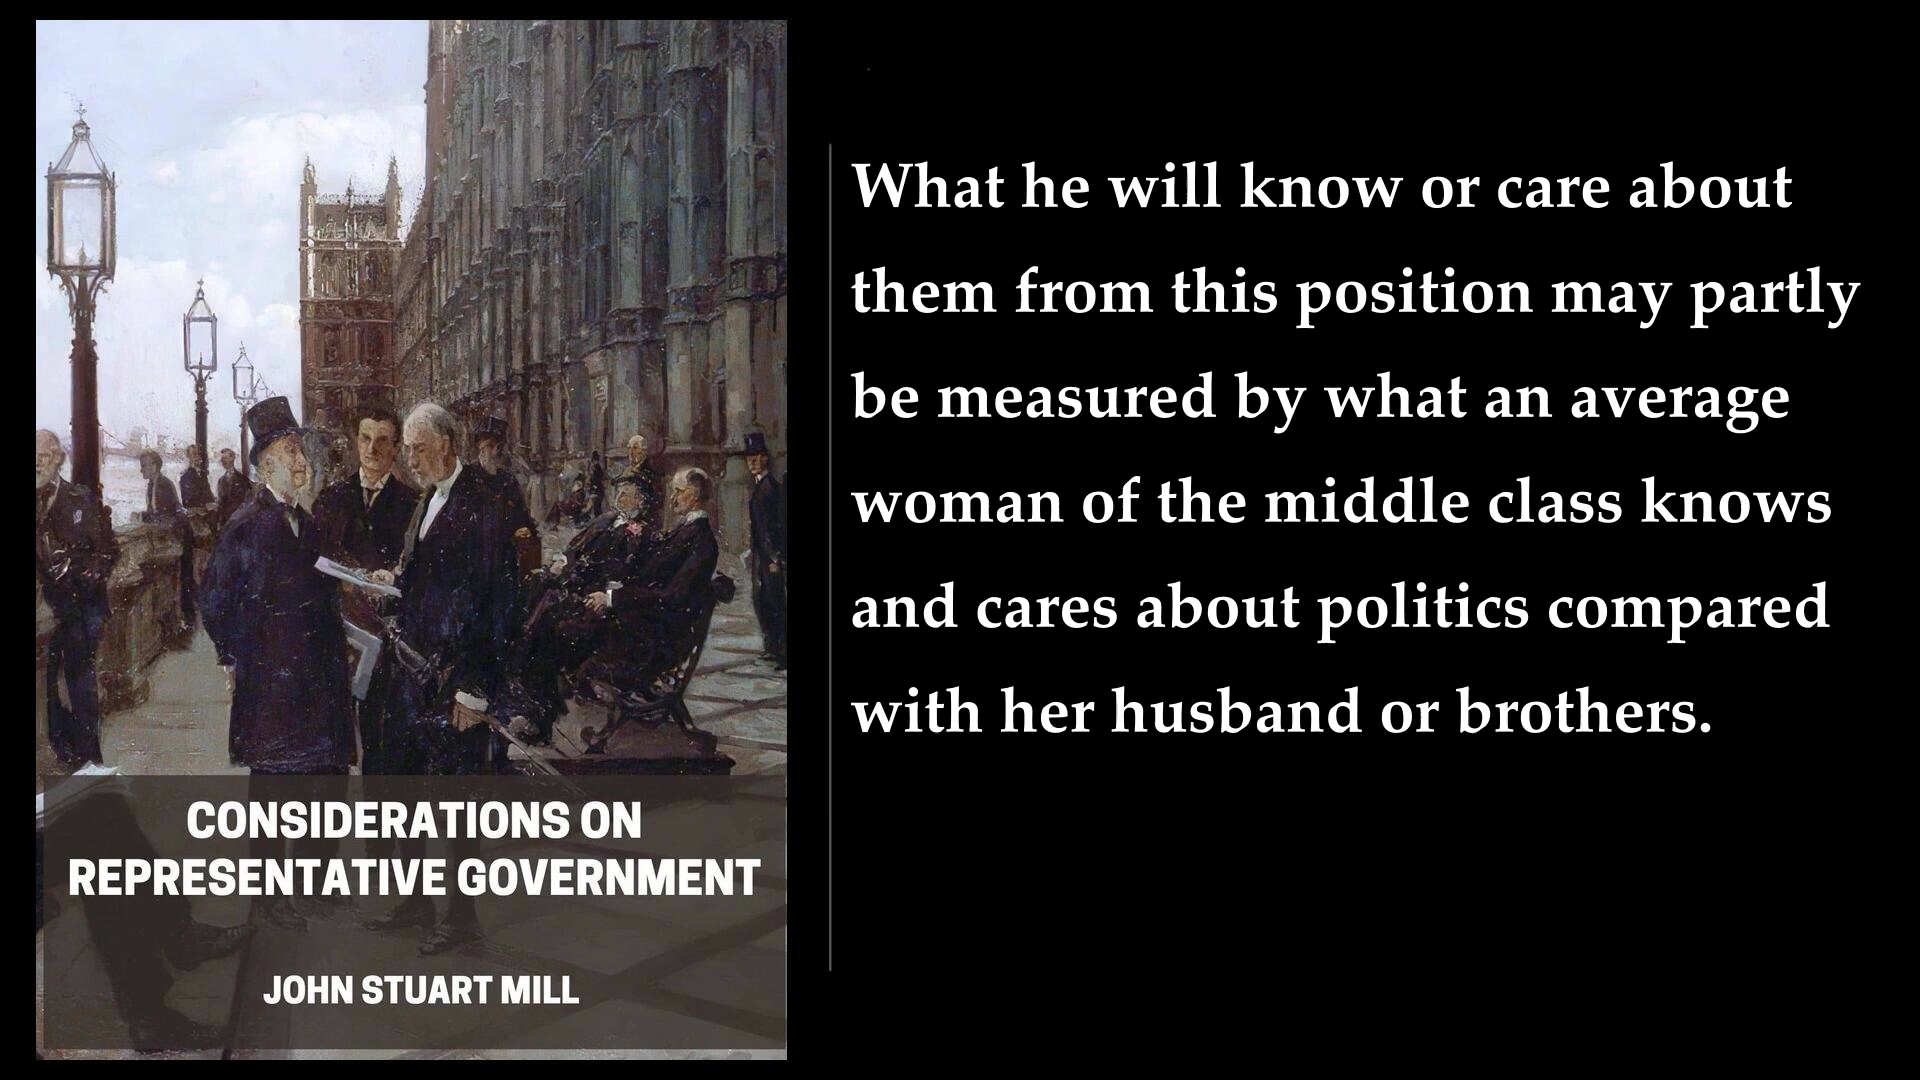 CONSIDERATIONS ON
REPRESENTATIVE GOVERNMENT
JOHN STUART MILL
What he will know or care about
them from this position may partly
be measured by what an average
woman of the middle class knows
and cares about politics compared
with her husband or brothers.